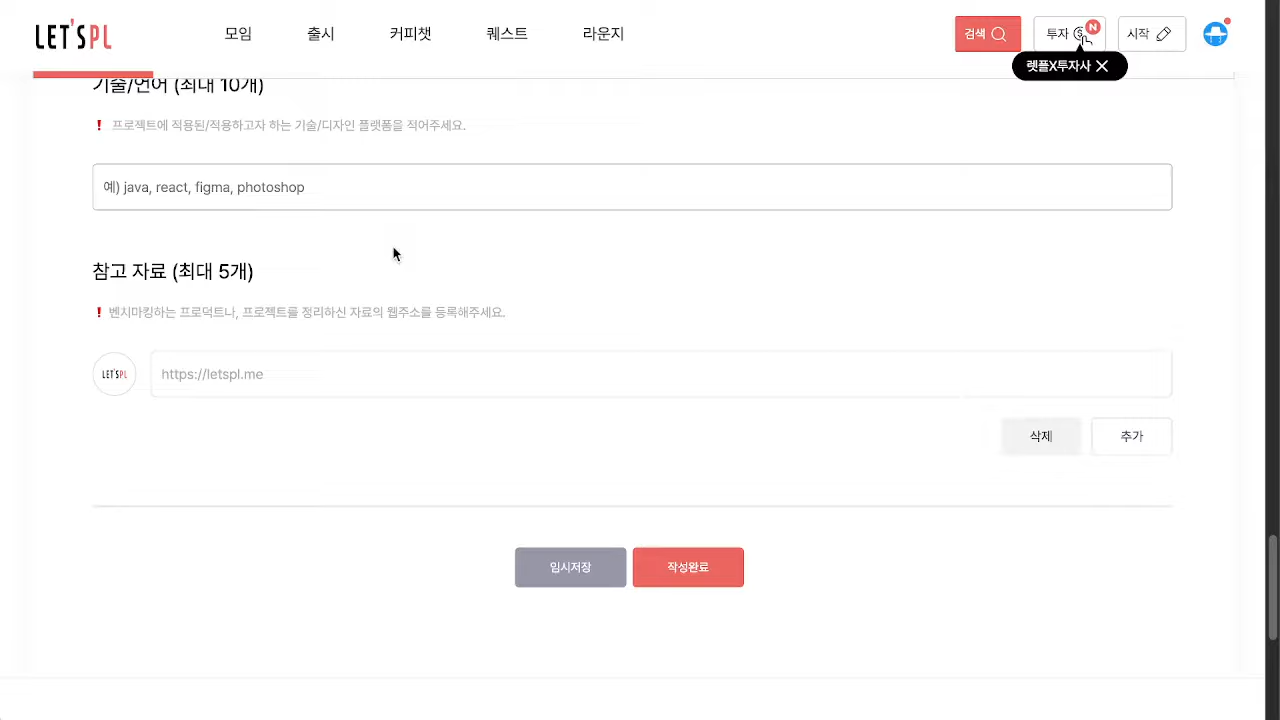 LET'SPL 모임 출시 커피챗 퀘스트 라운지 검색 투자 N 시작
렛플X투자사
기술/언어 (최대 10개)
프로젝트에 적용된/적용하고자 하는 기술/디자인 플랫폼을 적어주세요.
예) java, react, figma, photoshop
참고 자료 (최대 5개)
벤치마킹하는 프로덕트나, 프로젝트를 정리하신 자료의 웹주소를 등록해주세요.
LET'SPL https://letspl.me
삭제 추가
임시저장 작성완료